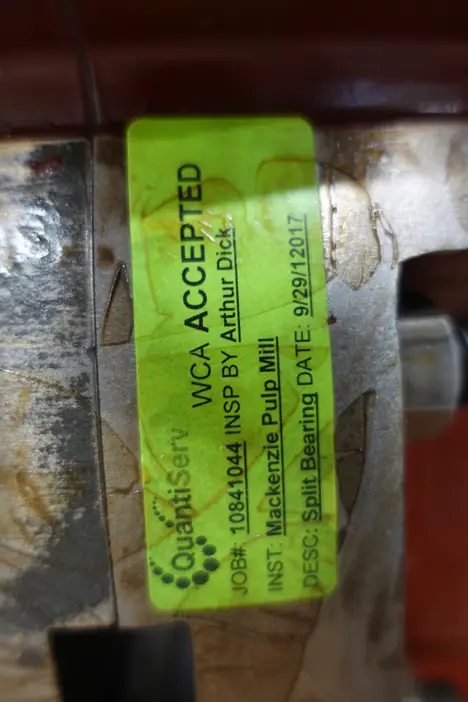 QuantiServ
WCA ACCEPTED
JOB#: 10841044 INSP BY Arthur Dick
INST: Mackenzie Pulp Mill
DESC: Split Bearing DATE: 9/29/12017